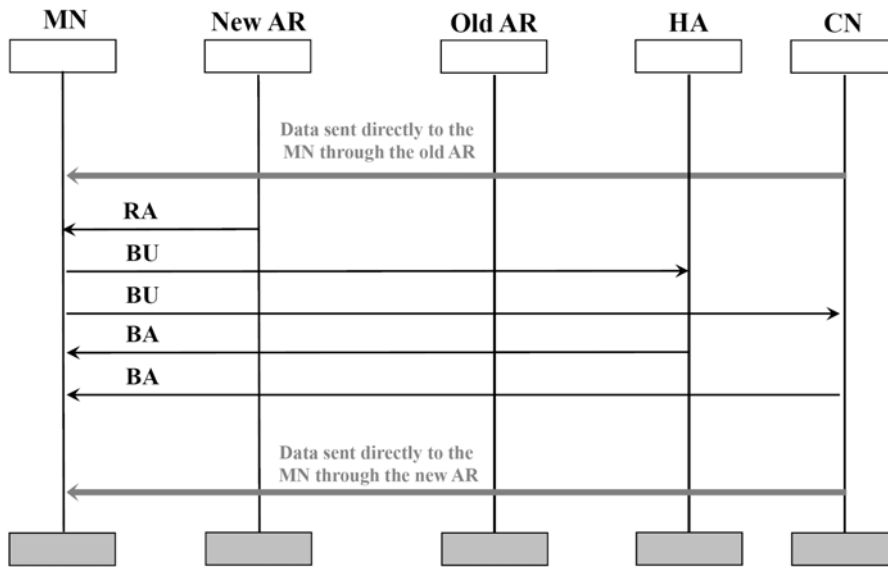 MN New AR Old AR HA CN
Data sent directly to the
MN through the old AR
RA
BU
BU
BA
BA
Data sent directly to the
MN through the new AR